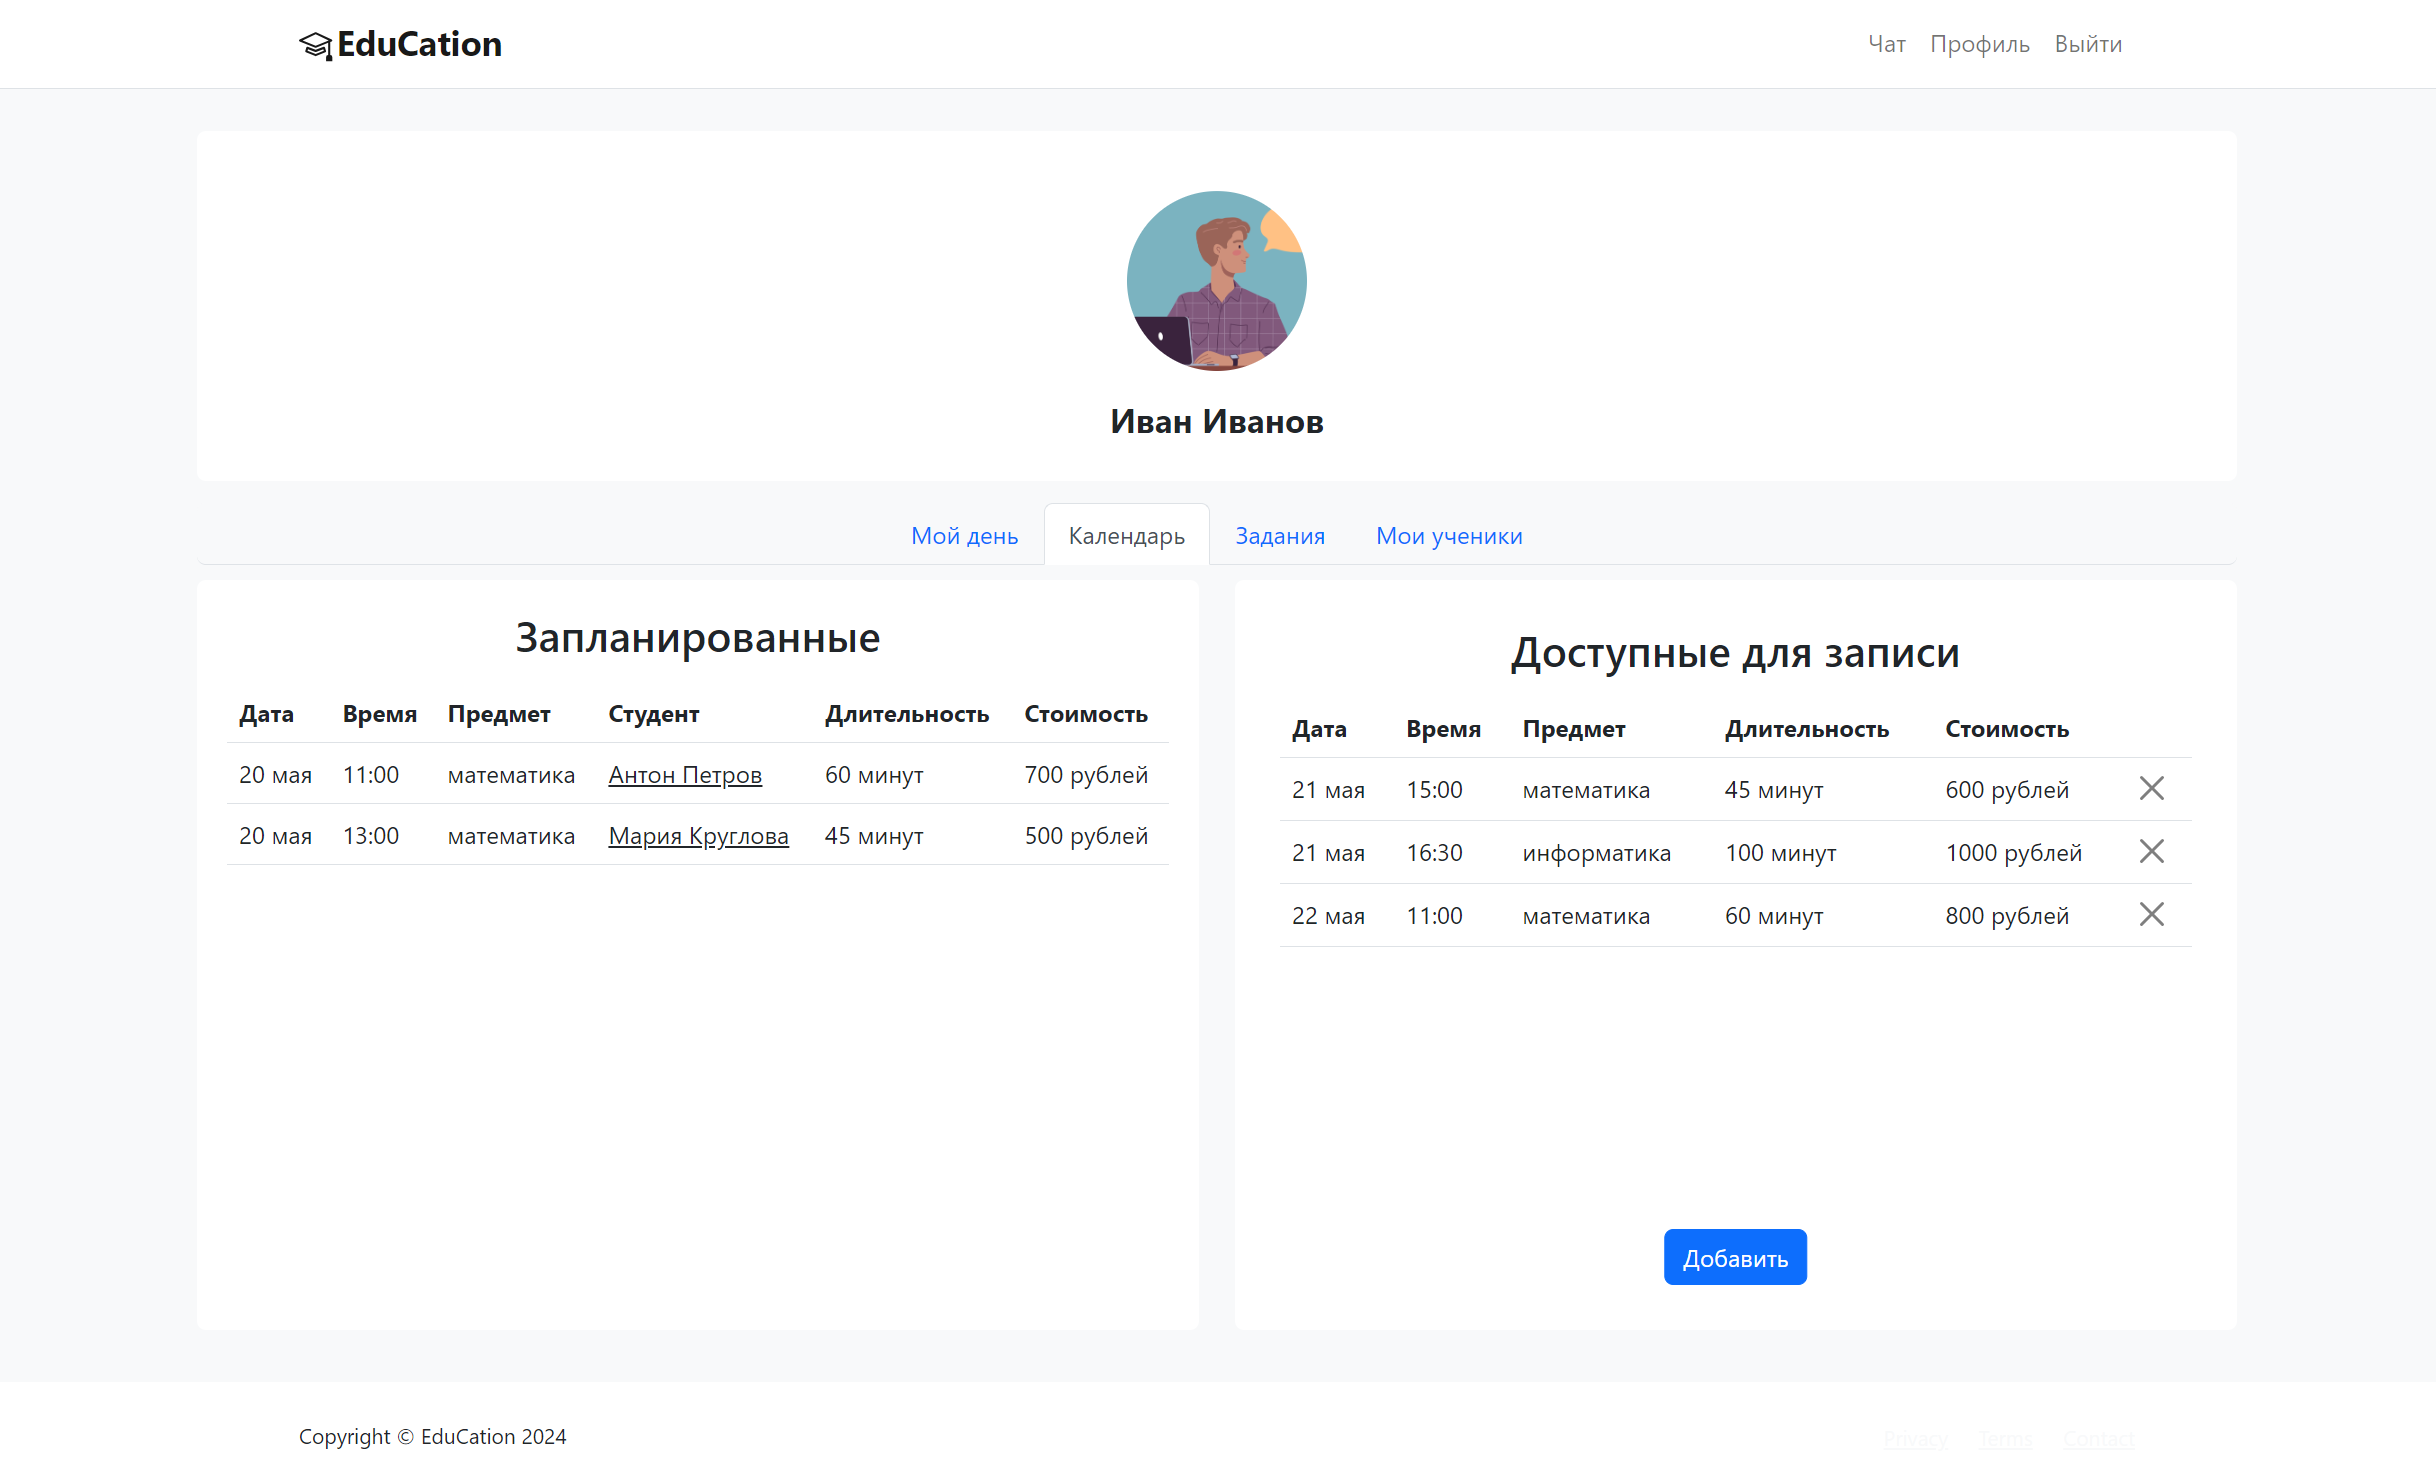 EduCation
Чат Профиль Выйти
Иван Иванов
Мой день Календарь Задания Мои ученики
Запланированные
Дата Время Предмет Студент Длительность Стоимость
20 мая 11:00 математика Антон Петров 60 минут 700 рублей
20 мая 13:00 математика Мария Круглова 45 минут 500 рублей
Доступные для записи
Дата Время Предмет Длительность Стоимость
21 мая 15:00 математика 45 минут 600 рублей
21 мая 16:30 информатика 100 минут 1000 рублей
22 мая 11:00 математика 60 минут 800 рублей
Добавить
Copyright © EduCation 2024
Privacy Terms Contact